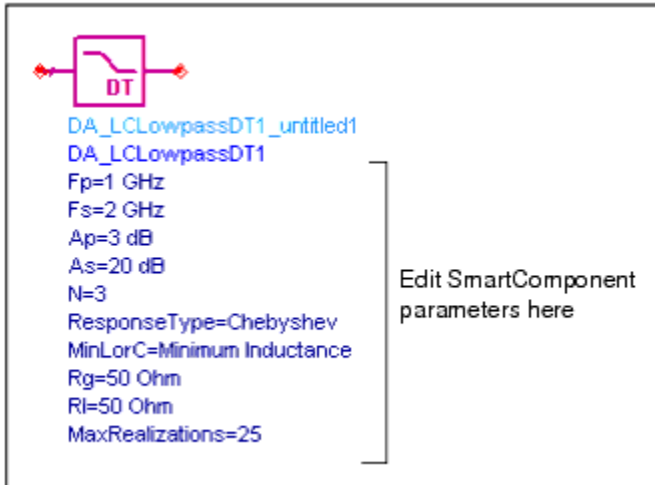 DT
DA_LCLowpassDT1_untitled1
DA_LCLowpassDT1
Fp=1 GHz
Fs=2 GHz
Ap=3 dB
As=20 dB
N=3
ResponseType=Chebyshev
MinLorC=Minimum Inductance
Rg=50 Ohm
Rl=50 Ohm
MaxRealizations=25
Edit SmartComponent
parameters here